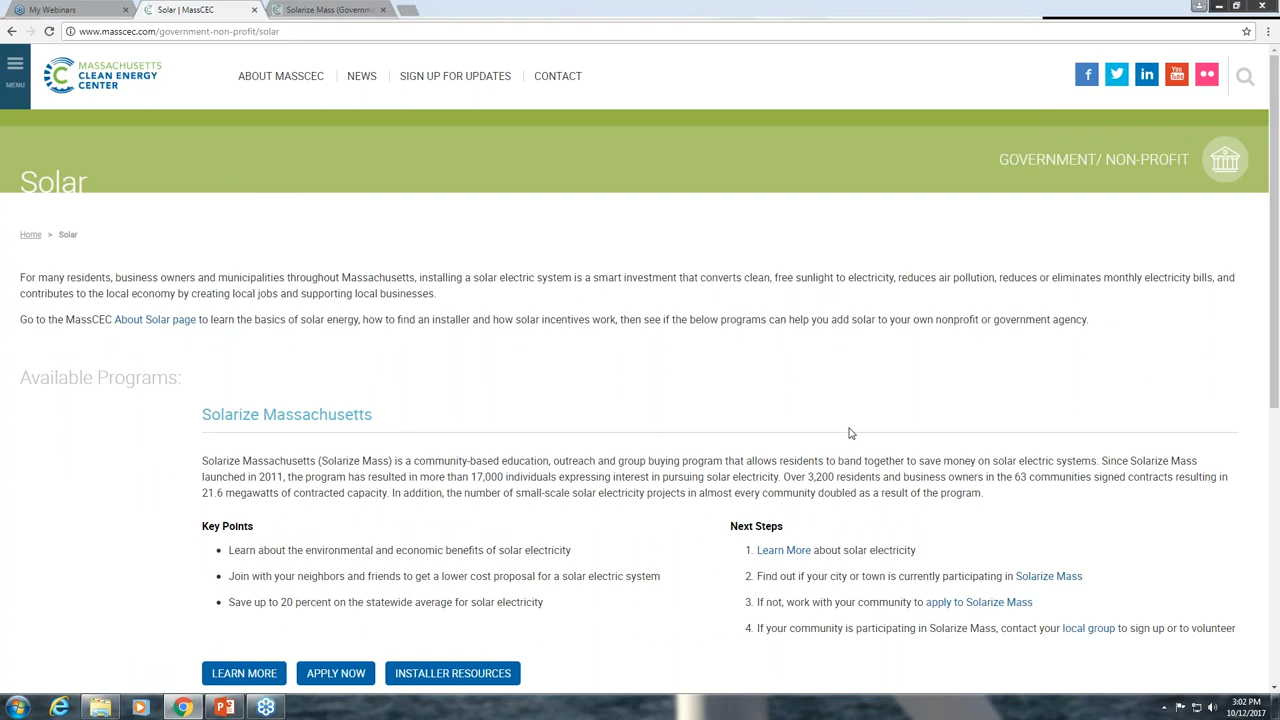 My Webinars
Solar | MassCEC
Solarize Mass (Governm
www.masscec.com/government-non-profit/solar
MENU
MASSACHUSETTS
CLEAN ENERGY
CENTER
ABOUT MASSCEC
NEWS
SIGN UP FOR UPDATES
CONTACT
f
in
You
Tube
GOVERNMENT/ NON-PROFIT
Solar
Home > Solar
For many residents, business owners and municipalities throughout Massachusetts, installing a solar electric system is a smart investment that converts clean, free sunlight to electricity, reduces air pollution, reduces or eliminates monthly electricity bills, and
contributes to the local economy by creating local jobs and supporting local businesses.
Go to the MassCEC About Solar page to learn the basics of solar energy, how to find an installer and how solar incentives work, then see if the below programs can help you add solar to your own nonprofit or government agency.
Available Programs:
Solarize Massachusetts
Solarize Massachusetts (Solarize Mass) is a community-based education, outreach and group buying program that allows residents to band together to save money on solar electric systems. Since Solarize Mass
launched in 2011, the program has resulted in more than 17,000 individuals expressing interest in pursuing solar electricity. Over 3,200 residents and business owners in the 63 communities signed contracts resulting in
21.6 megawatts of contracted capacity. In addition, the number of small-scale solar electricity projects in almost every community doubled as a result of the program.
Key Points
• Learn about the environmental and economic benefits of solar electricity
• Join with your neighbors and friends to get a lower cost proposal for a solar electric system
• Save up to 20 percent on the statewide average for solar electricity
Next Steps
1. Learn More about solar electricity
2. Find out if your city or town is currently participating in Solarize Mass
3. If not, work with your community to apply to Solarize Mass
4. If your community is participating in Solarize Mass, contact your local group to sign up or to volunteer
LEARN MORE
APPLY NOW
INSTALLER RESOURCES
3:02 PM
10/12/2017